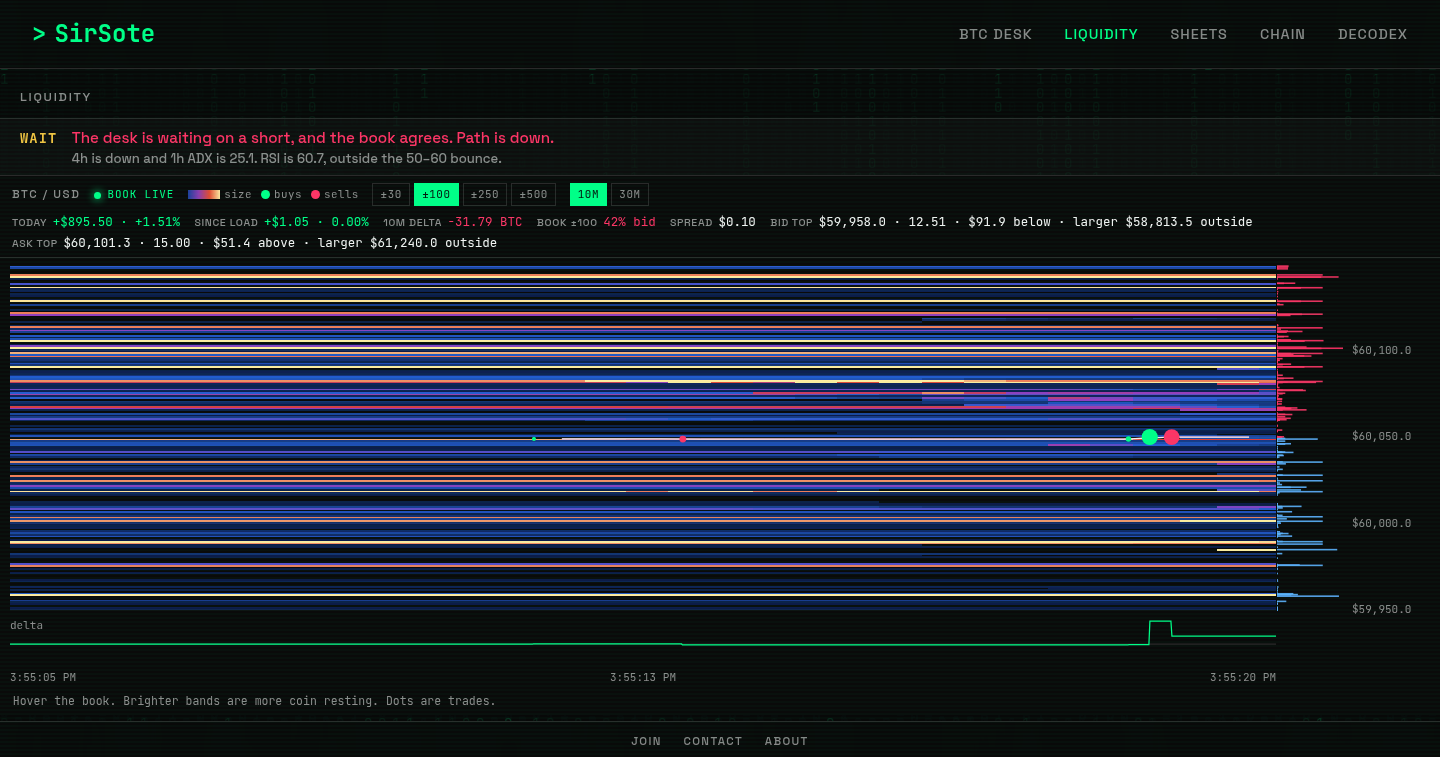 > SirSote
BTC DESK LIQUIDITY SHEETS CHAIN DECODEX
LIQUIDITY
WAIT The desk is waiting on a short, and the book agrees. Path is down.
4h is down and 1h ADX is 25.1. RSI is 60.7, outside the 50–60 bounce.
BTC / USD BOOK LIVE size buys sells ±30 ±100 ±250 ±500 10M 30M
TODAY +$895.50 · +1.51% SINCE LOAD +$1.05 · 0.00% 10M DELTA -31.79 BTC BOOK ±100 42% bid SPREAD $0.10 BID TOP $59,958.0 · 12.51 · $91.9 below · larger $58,813.5 outside
ASK TOP $60,101.3 · 15.00 · $51.4 above · larger $61,240.0 outside
$60,100.0
$60,050.0
$60,000.0
$59,950.0
delta
3:55:05 PM 3:55:13 PM 3:55:20 PM
Hover the book. Brighter bands are more coin resting. Dots are trades.
JOIN CONTACT ABOUT